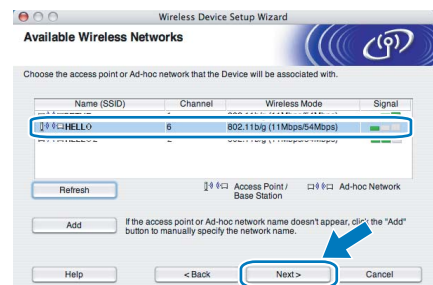 Wireless Device Setup Wizard
Available Wireless Networks
Choose the access point or Ad-hoc network that the Device will be associated with.
Name (SSID) Channel Wireless Mode Signal
HELLO 6 802.11b/g (11Mbps/54Mbps)
Refresh Access Point / Base Station Ad-hoc Network
Add If the access point or Ad-hoc network name doesn't appear, click the "Add" button to manually specify the network name.
Help < Back Next > Cancel